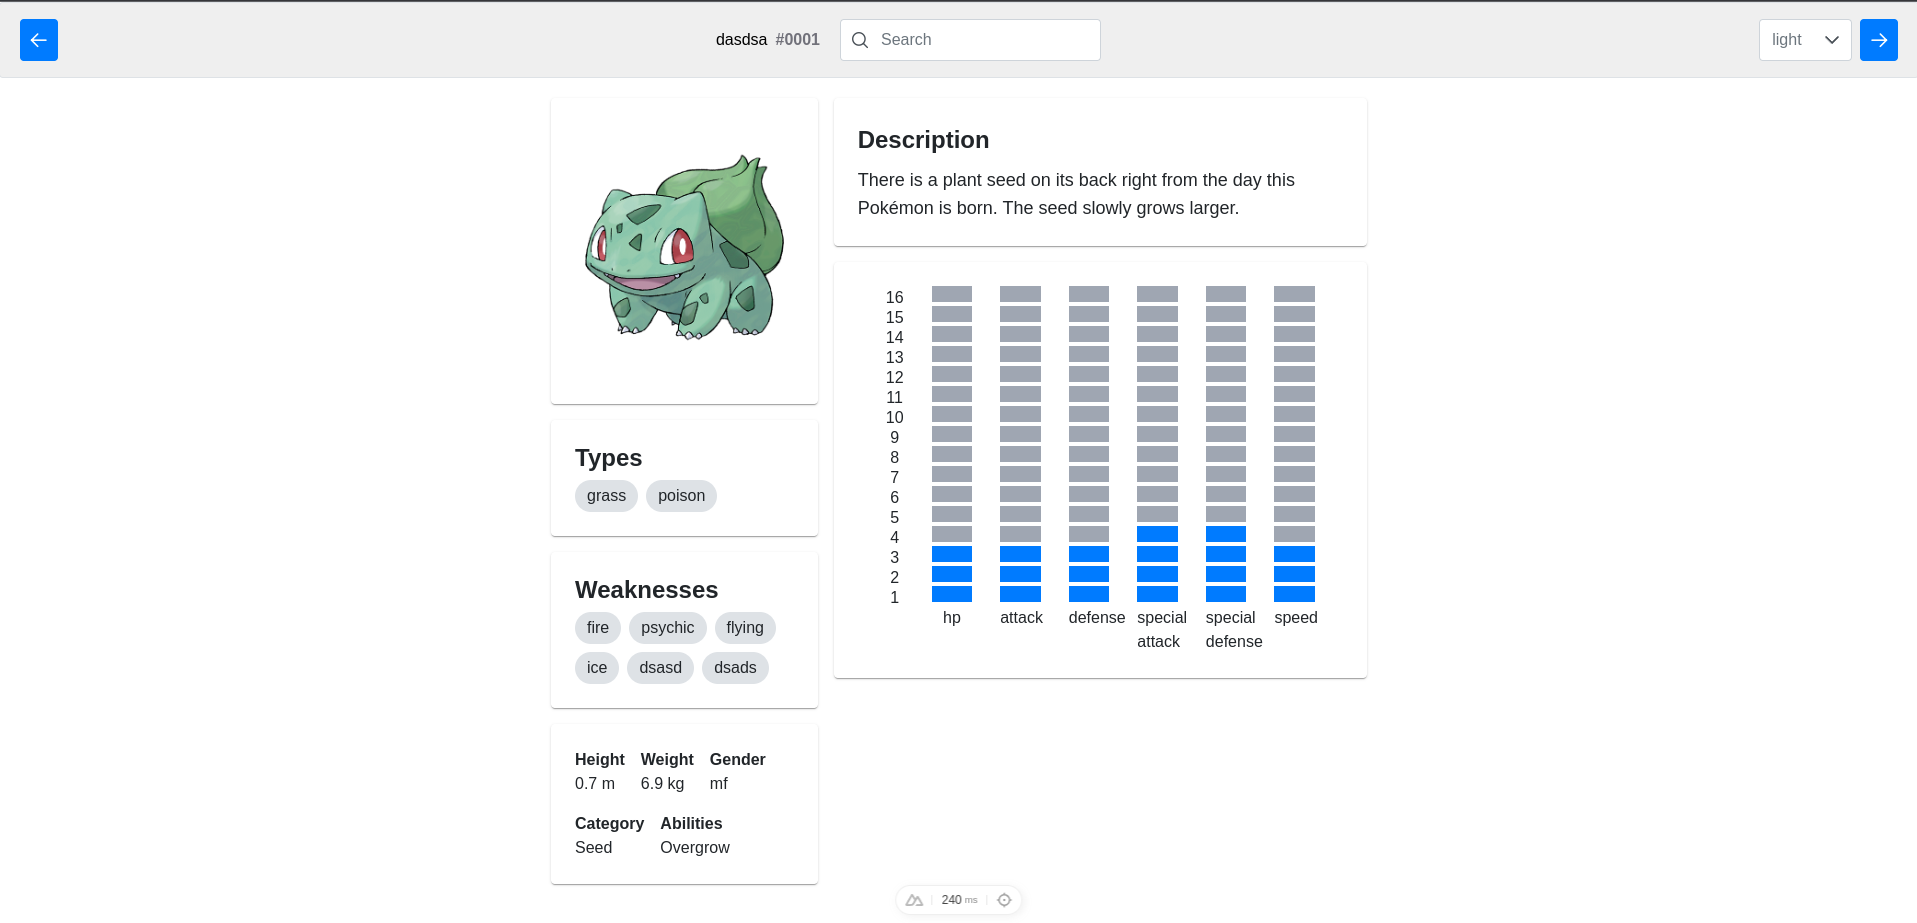 dasdsa #0001 Search light
Description
There is a plant seed on its back right from the day this
Pokémon is born. The seed slowly grows larger.
Types
grass poison
Weaknesses
fire psychic flying
ice dsasd dsads
Height Weight Gender
0.7 m 6.9 kg mf
Category Abilities
Seed Overgrow
16
15
14
13
12
11
10
9
8
7
6
5
4
3
2
1
hp attack defense special special speed
attack defense
240 ms